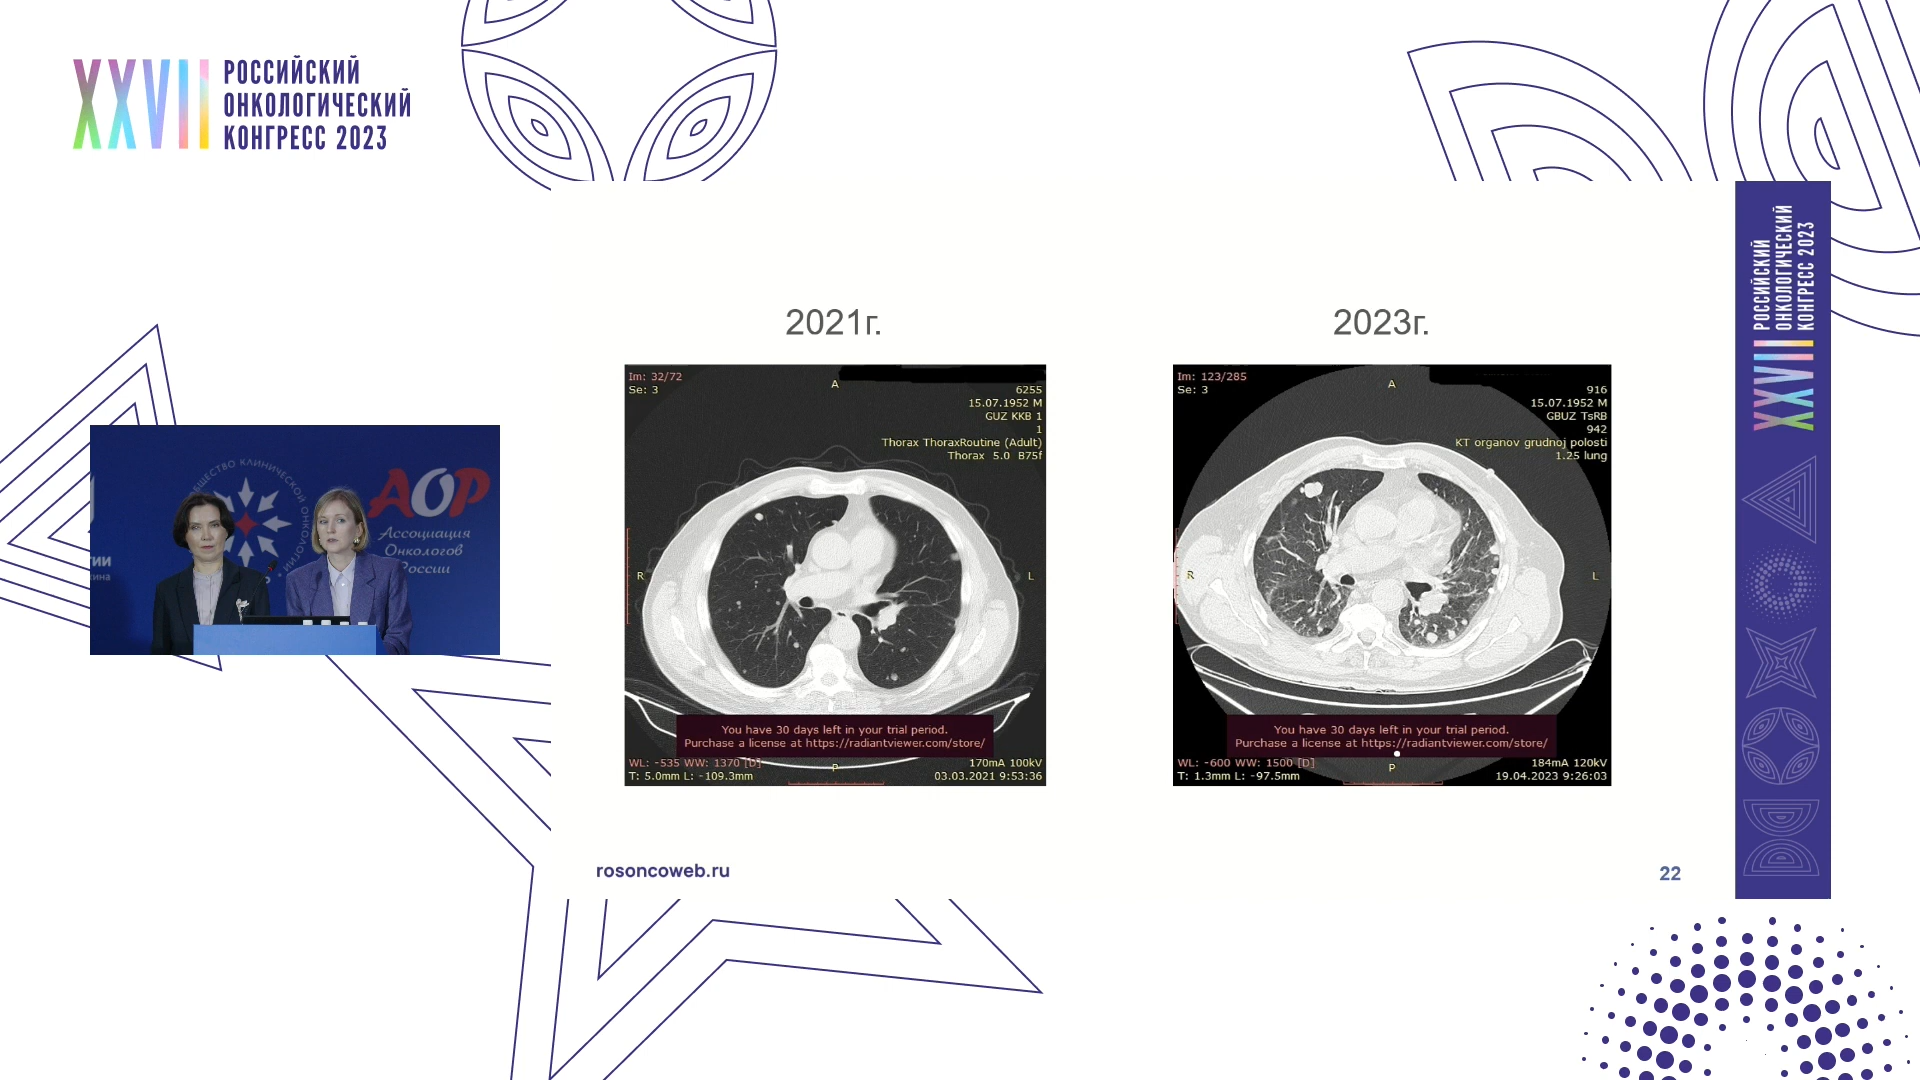 XXVII
РОССИЙСКИЙ
ОНКОЛОГИЧЕСКИЙ
КОНГРЕСС 2023
АОР
Ассоциация
Онкологов
России
2021г.
Im: 32/72
Se: 3
A
6255
15.07.1952 M
GUZ KKB 1
1
Thorax ThoraxRoutine (Adult)
Thorax 5.0 B75f
R
L
You have 30 days left in your trial period.
Purchase a license at https://radiantviewer.com/store/
WL: -535 WW: 1370 [D]
T: 5.0mm L: -109.3mm
P
170mA 100kV
03.03.2021 9:53:36
2023г.
Im: 123/285
Se: 3
A
916
15.07.1952 M
GBUZ TsRB
942
KT organov grudnoj polosti
1.25 lung
R
L
You have 30 days left in your trial period.
Purchase a license at https://radiantviewer.com/store/
WL: -600 WW: 1500 [D]
T: 1.3mm L: -97.5mm
P
184mA 120kV
19.04.2023 9:26:03
rosoncoweb.ru
22
XXVII
РОССИЙСКИЙ
ОНКОЛОГИЧЕСКИЙ
КОНГРЕСС 2023